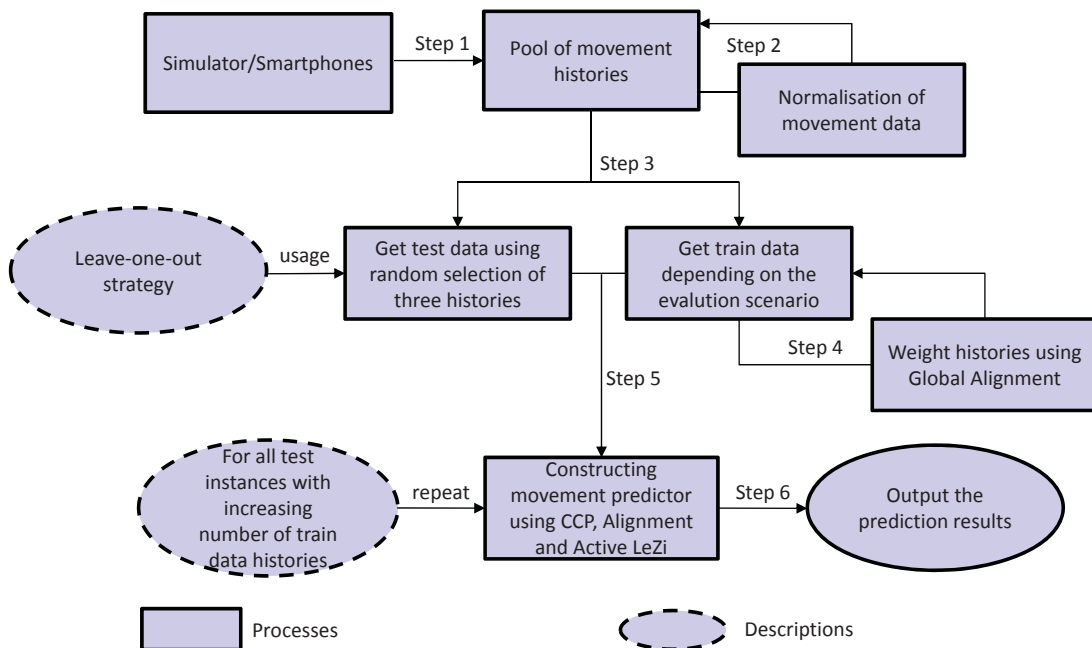 Simulator/Smartphones
Step 1
Pool of movement
histories
Step 2
Normalisation of
movement data
Step 3
Leave-one-out
strategy
usage
Get test data using
random selection of
three histories
Get train data
depending on the
evalution scenario
Step 4
Weight histories using
Global Alignment
Step 5
For all test
instances with
increasing
number of train
data histories
repeat
Constructing
movement predictor
using CCP, Alignment
and Active LeZi
Step 6
Output the
prediction results
Processes
Descriptions